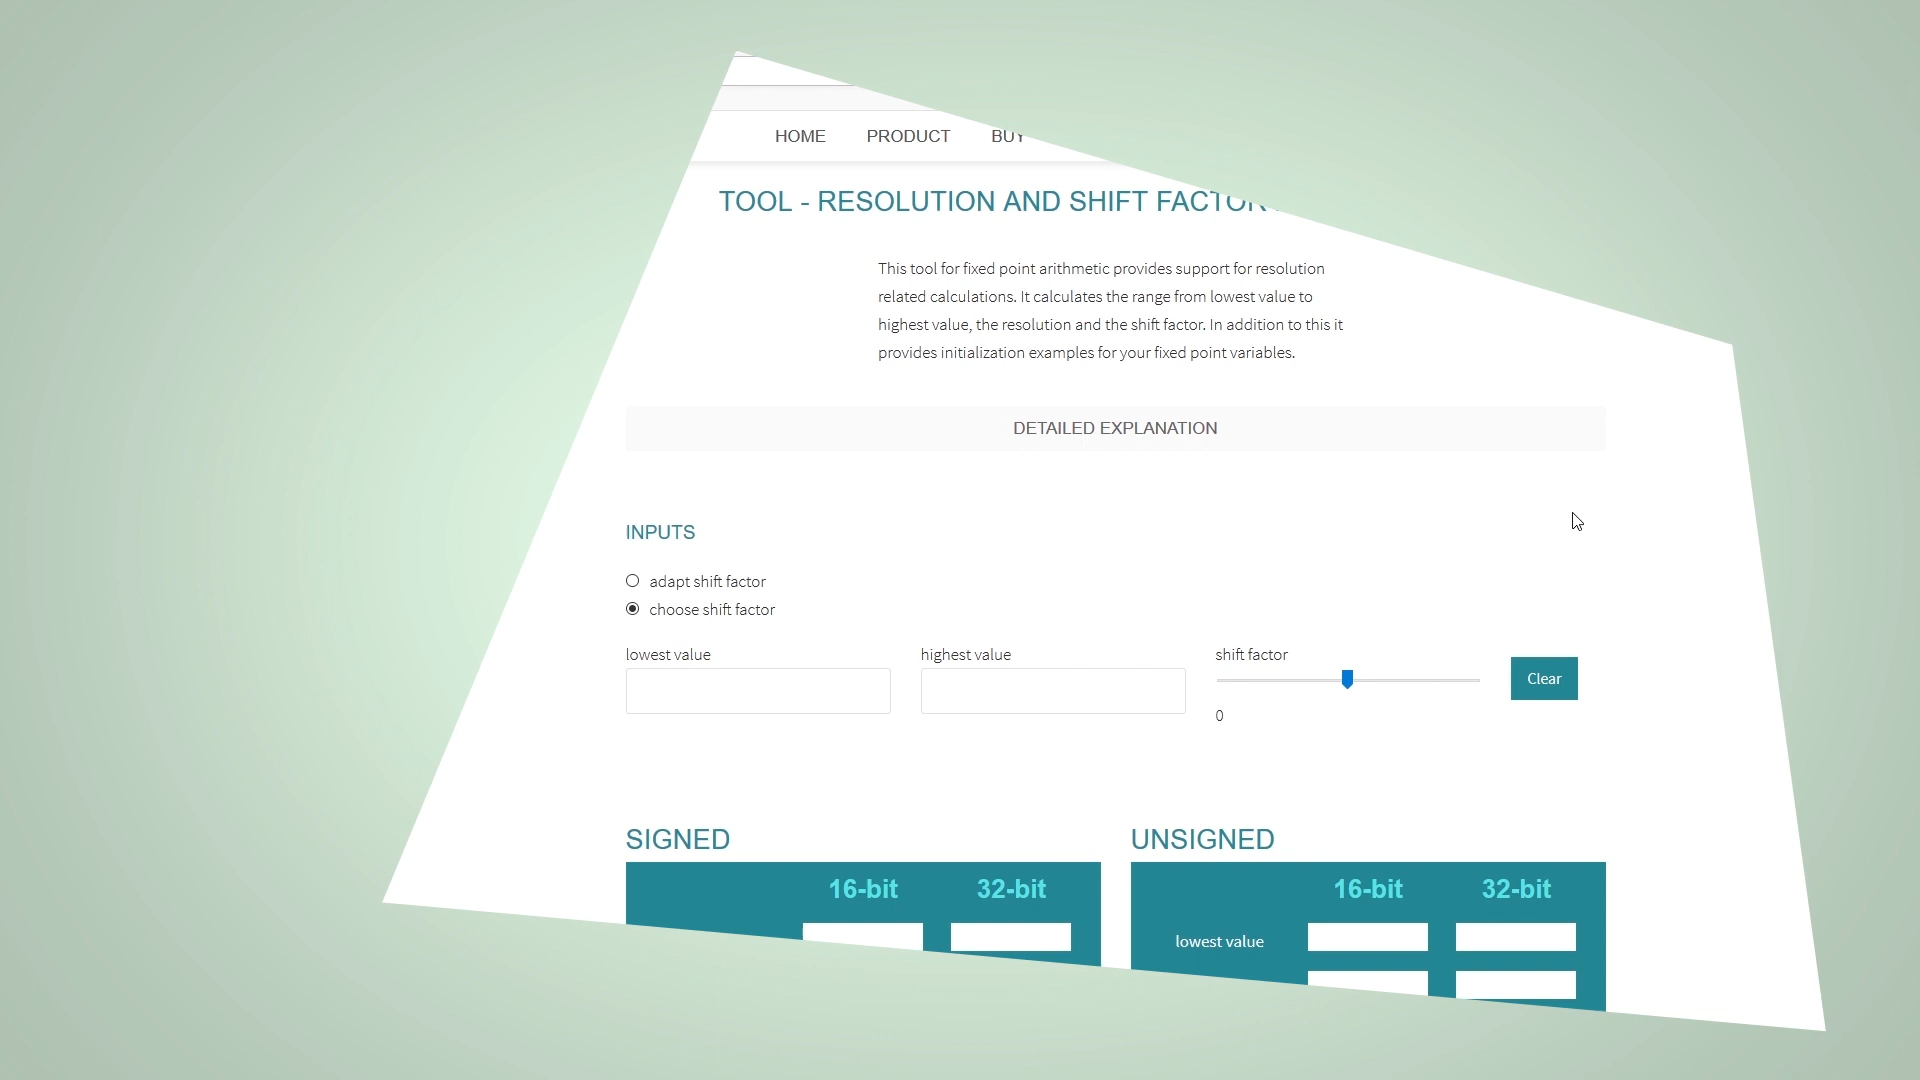 HOME PRODUCT BUY
TOOL - RESOLUTION AND SHIFT FACTOR
This tool for fixed point arithmetic provides support for resolution
related calculations. It calculates the range from lowest value to
highest value, the resolution and the shift factor. In addition to this it
provides initialization examples for your fixed point variables.
DETAILED EXPLANATION
INPUTS
adapt shift factor
choose shift factor
lowest value highest value shift factor
Clear
0
SIGNED UNSIGNED
16-bit 32-bit 16-bit 32-bit
lowest value